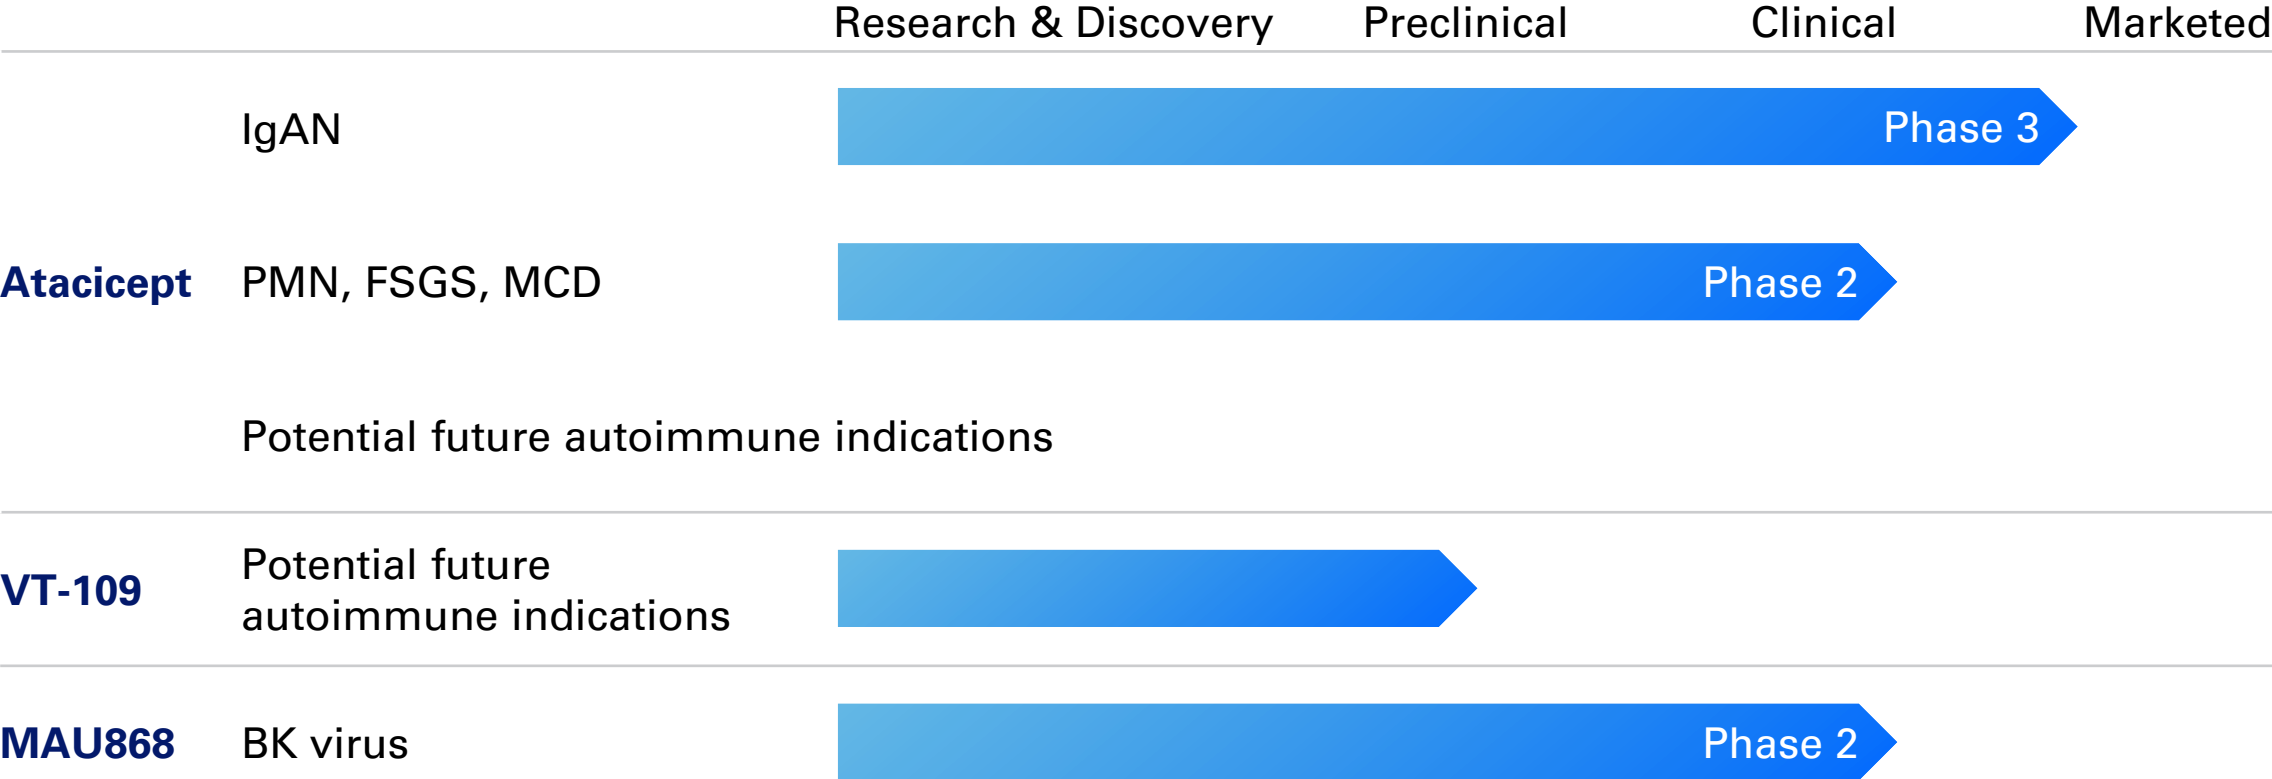 Research & Discovery Preclinical Clinical Marketed
IgAN
Phase 3
Atacicept PMN, FSGS, MCD Phase 2
Potential future autoimmune indications
VT-109
Potential future
autoimmune indications
MAU868 BK virus Phase 2